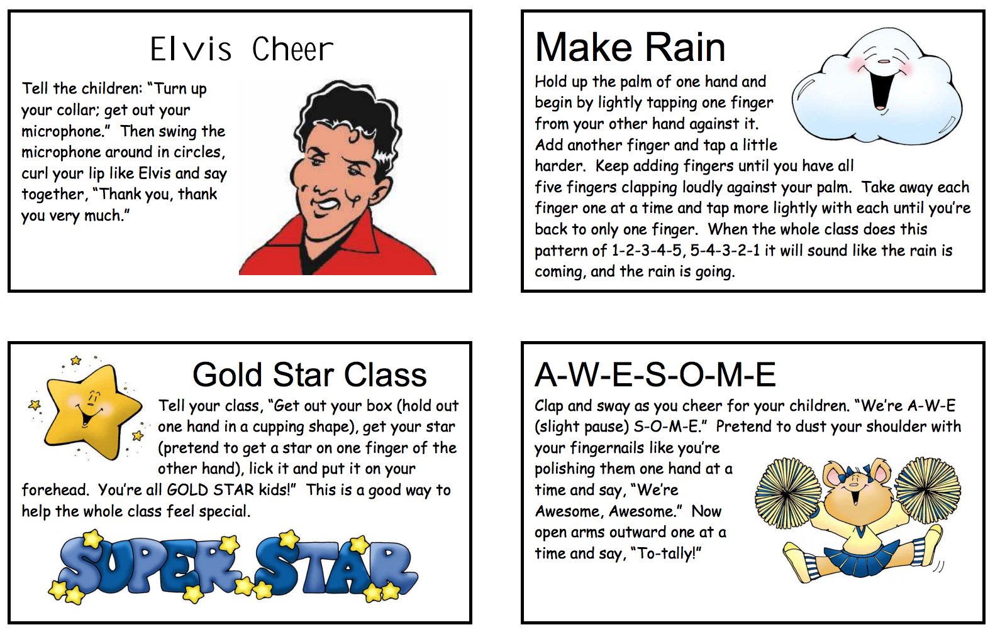 Elvis Cheer
Tell the children: “Turn up
your collar; get out your
microphone.”  Then swing the
microphone around in circles,
curl your lip like Elvis and say
together, “Thank you, thank
you very much.”
Make Rain
Hold up the palm of one hand and
begin by lightly tapping one finger
from your other hand against it.
Add another finger and tap a little
harder.  Keep adding fingers until you have all
five fingers clapping loudly against your palm.  Take away each
finger one at a time and tap more lightly with each until you’re
back to only one finger.  When the whole class does this
pattern of 1-2-3-4-5, 5-4-3-2-1 it will sound like the rain is
coming, and the rain is going.
Gold Star Class
Tell your class, “Get out your box (hold out
one hand in a cupping shape), get your star
(pretend to get a star on one finger of the
other hand), lick it and put it on your
forehead.  You’re all GOLD STAR kids!”  This is a good way to
help the whole class feel special.
SUPER STAR
A-W-E-S-O-M-E
Clap and sway as you cheer for your children. “We’re A-W-E
(slight pause) S-O-M-E.”  Pretend to dust your shoulder with
your fingernails like you’re
polishing them one hand at a
time and say, “We’re
Awesome, Awesome.”  Now
open arms outward one at a
time and say, “To-tally!”